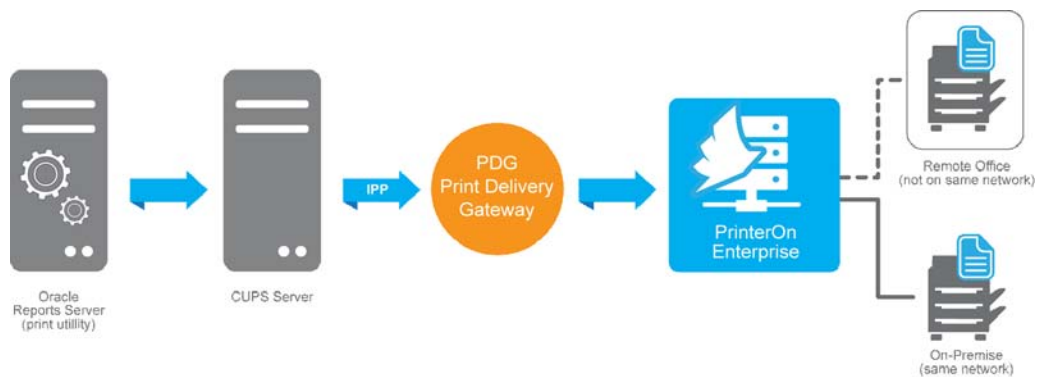 Oracle
Reports Server
(print utillity)
CUPS Server
IPP
PDG
Print Delivery
Gateway
PrinterOn
Enterprise
Remote Office
(not on same network)
On-Premise
(same network)